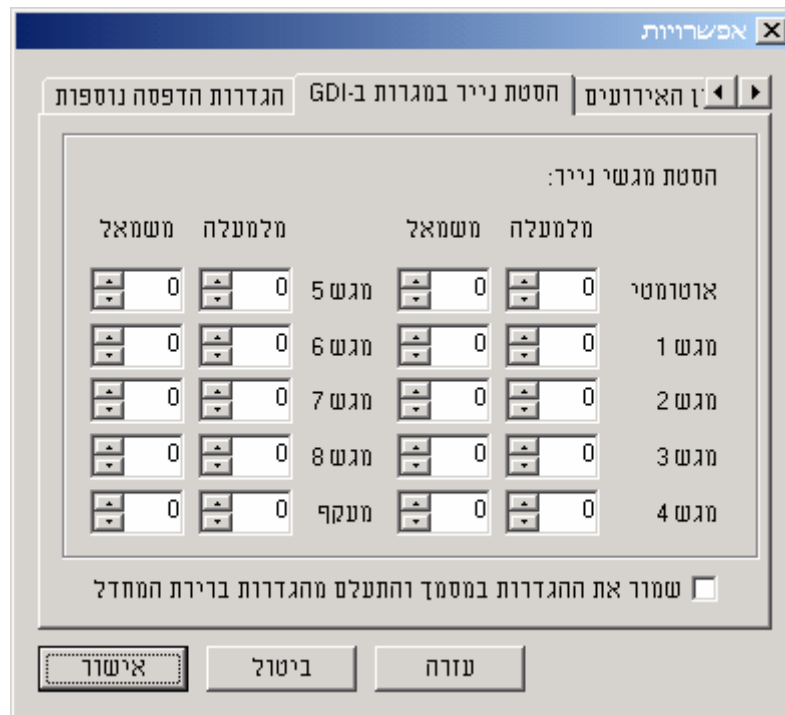 אפשרויות
ן האירועים הסטת נייר במגרות ב-GDI הגדרות הדפסה נוספות
הסטת מגשי נייר:
מלמעלה משמאל מלמעלה משמאל
אוטומטי 0 0 מגש 5 0 0
מגש 1 0 0 מגש 6 0 0
מגש 2 0 0 מגש 7 0 0
מגש 3 0 0 מגש 8 0 0
מגש 4 0 0 מעקף 0 0
שמור את ההגדרות במסמך והתעלם מהגדרות ברירת המחדל
עזרה ביטול אישור